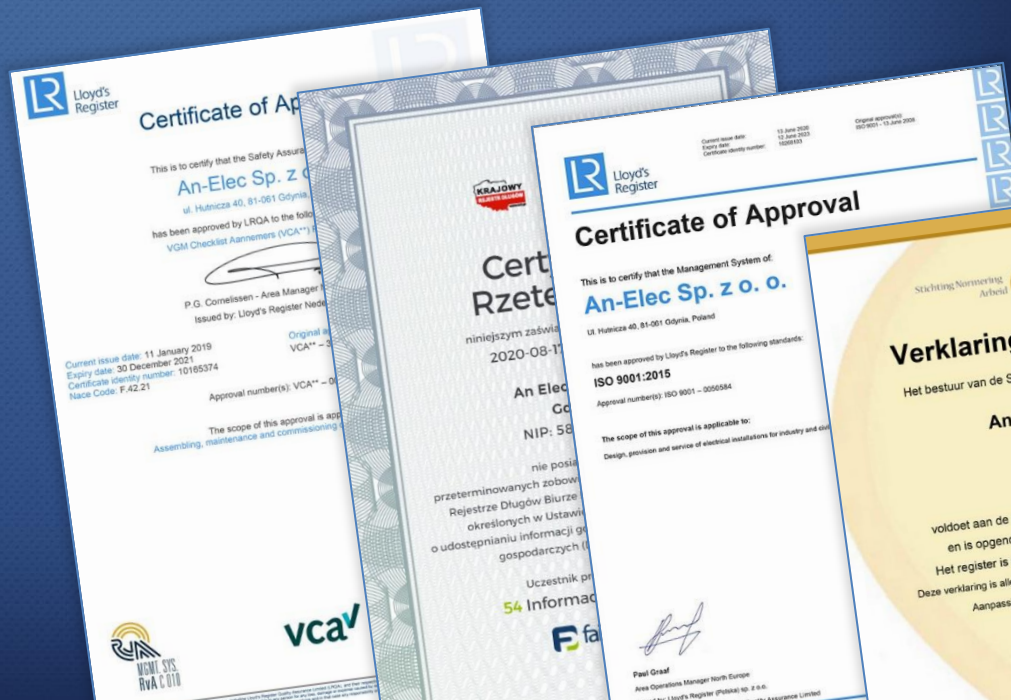 Lloyd's
Register
Certificate of Ap
This is to certify that the Safety Assura
An-Elec Sp. z o
ul. Hutnicza 40, 81-061 Gdynia,
has been approved by LRQA to the follo
VGM Checklist Aannemers (VCA**)
P.G. Cornelissen - Area Manager
Issued by: Lloyd's Register Nede
Current issue date: 11 January 2019
Expiry date: 30 December 2021
Certificate identity number: 10165374
Nace Code: F.42.21
Original a
VCA** – 3
Approval number(s): VCA** – 00
The scope of this approval is app
Assembling, maintenance and commissioning
MGMT. SYS.
RvA C 010
vca
KRAJOWY
REJESTR DŁUGÓW
Cert
Rzete
niniejszym zaświa
2020-08-17
An Elec
Gd
NIP: 58
nie posia
przeterminowanych zobow
Rejestrze Długów Biurze
określonych w Ustawie
o udostępnianiu informacji go
gospodarczych (
Uczestnik pr
54 Informac
fa
Current issue date: 13 June 2020
Expiry date: 12 June 2023
Certificate identity number: 10268103
Original approval(s):
ISO 9001 - 13 June 2008
LR
Lloyd's
Register
Certificate of Approval
This is to certify that the Management System of:
An-Elec Sp. z o. o.
Ul. Hutnicza 40, 81-061 Gdynia, Poland
has been approved by Lloyd's Register to the following standards:
ISO 9001:2015
Approval number(s): ISO 9001 – 0050584
The scope of this approval is applicable to:
Design, provision and service of electrical installations for industry and civil
Paul Graaf
Area Operations Manager North Europe
Lloyd's Register (Polska) sp. z o.o.
Stichting Normering
Arbeid
Verklaring
Het bestuur van de S
An
voldoet aan de
en is opgeno
Het register is
Deze verklaring is alle
Aanpass